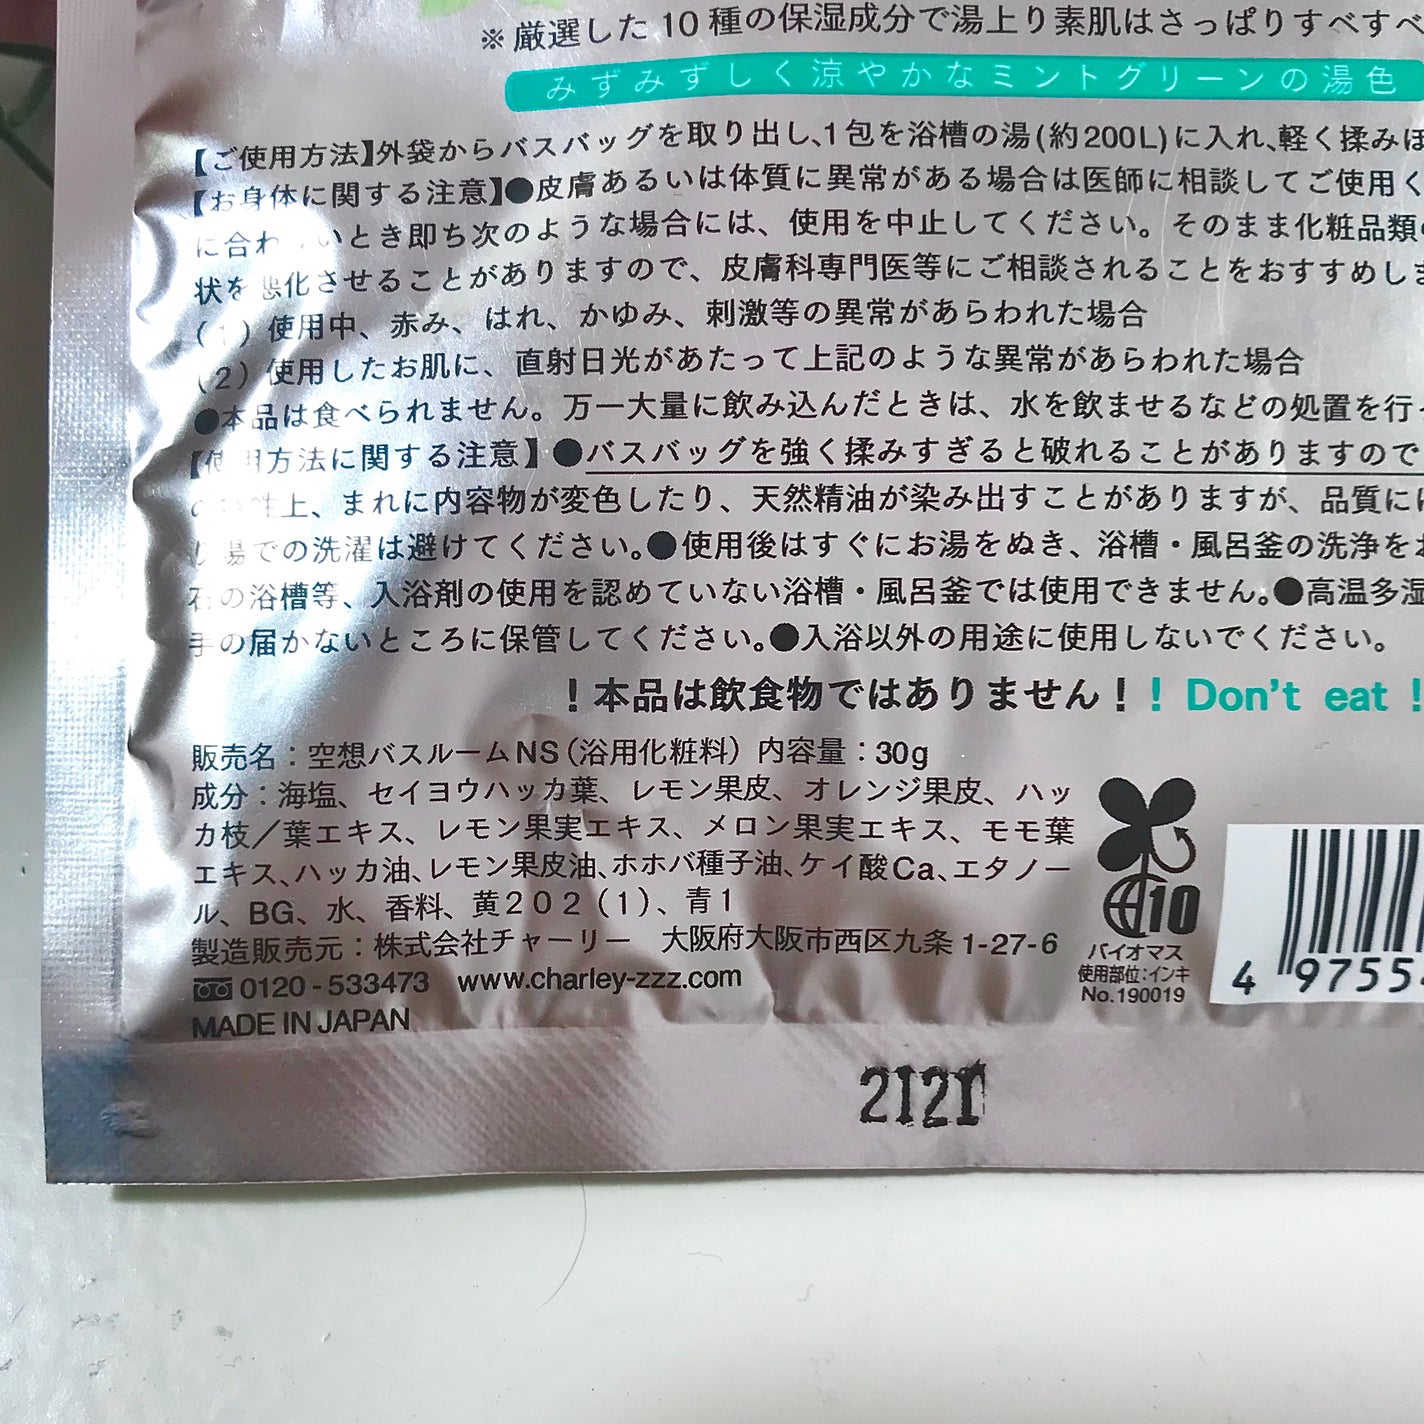 ※厳選した10種の保湿成分で湯上り素肌はさっぱりすべすべ
みずみずしく涼やかなミントグリーンの湯色
【ご使用方法】外袋からバスバッグを取り出し、1包を浴槽の湯(約200L)に入れ、軽く揉みほ
【お身体に関する注意】●皮膚あるいは体質に異常がある場合は医師に相談してご使用く
に合わ いとき即ち次のような場合には、使用を中止してください。そのまま化粧品類
状を悪化させることがありますので、皮膚科専門医等にご相談されることをおすすめしま
(1)使用中、赤み、はれ、かゆみ、刺激等の異常があらわれた場合
(2)使用したお肌に、直射日光があたって上記のような異常があらわれた場合
●本品は食べられません。万一大量に飲み込んだときは、水を飲ませるなどの処置を行
【使用方法に関する注意】●バスバッグを強く揉みすぎると破れることがありますので
上、まれに内容物が変色したり、天然精油が染み出すことがありますが、品質に
し湯での洗濯は避けてください。●使用後はすぐにお湯をぬき、浴槽・風呂釜の洗浄をお
石の浴槽等、入浴剤の使用を認めていない浴槽・風呂釜では使用できません。●高温多湿
手の届かないところに保管してください。●入浴以外の用途に使用しないでください。
！本品は飲食物ではありません！！Don't eat！
販売名：空想バスルームNS（浴用化粧料）内容量：30g
成分：海塩、セイヨウハッカ葉、レモン果皮、オレンジ果皮、ハッ
カ枝／葉エキス、レモン果実エキス、メロン果実エキス、モモ葉
エキス、ハッカ油、レモン果皮油、ホホバ種子油、ケイ酸Ca、エタノー
ル、BG、水、香料、黄202(1)、青1
製造販売元：株式会社チャーリー　大阪府大阪市西区九条1-27-6
0120-533473 www.charley-zzz.com
MADE IN JAPAN
10
バイオマス
使用部位:インキ
No.190019
4 97555
2121